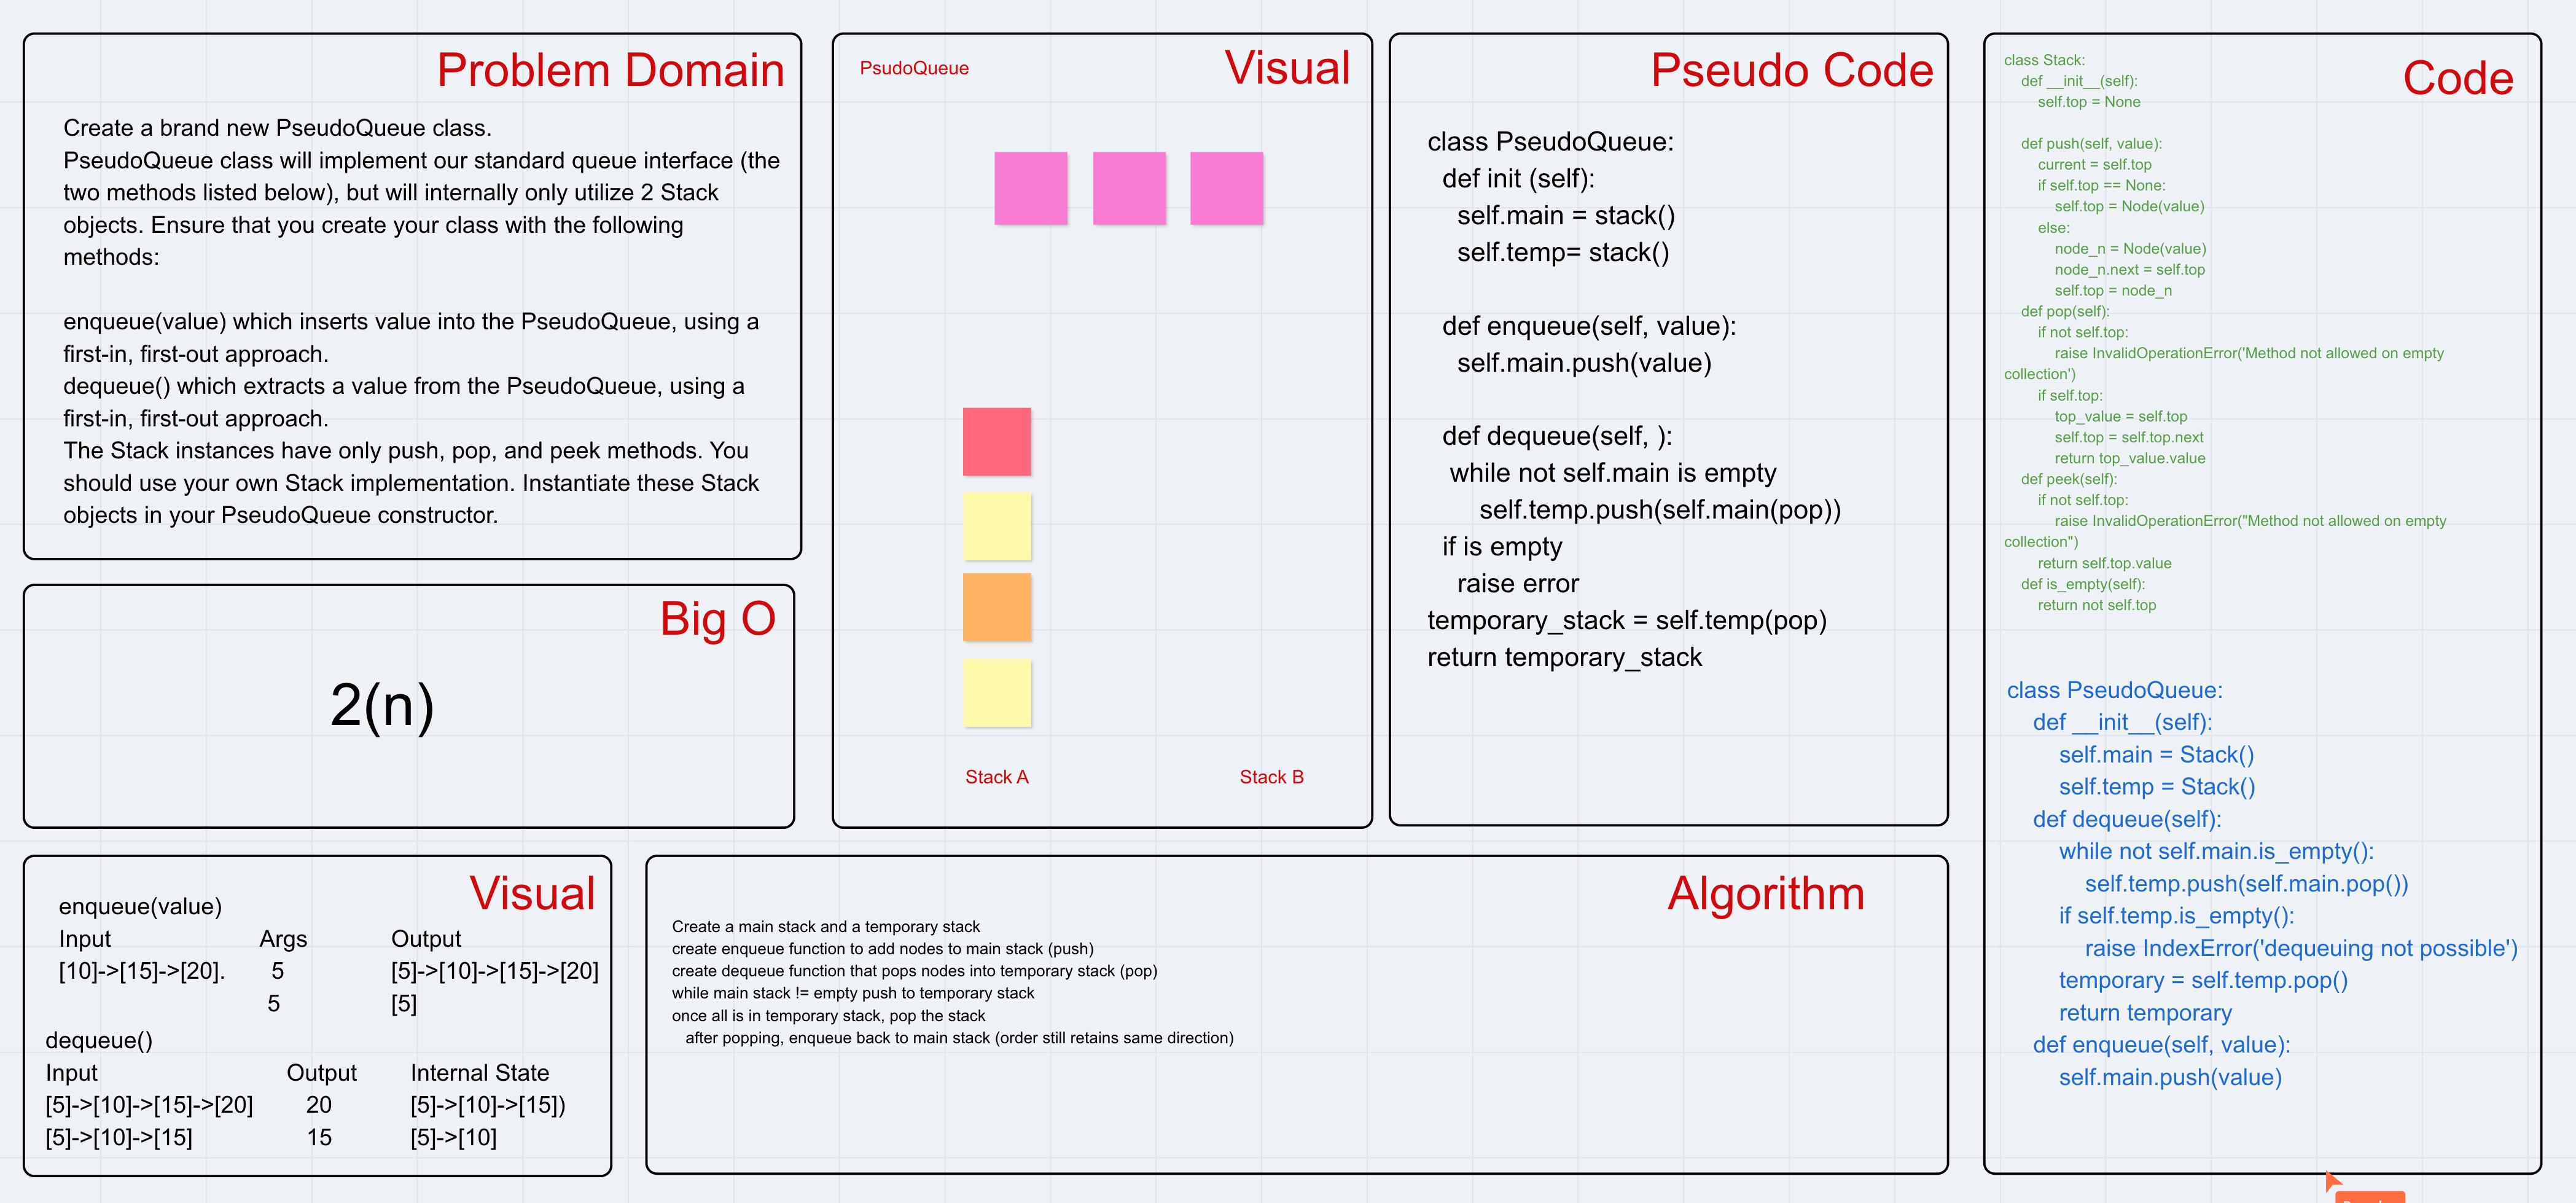 Problem Domain
Create a brand new PseudoQueue class.
PseudoQueue class will implement our standard queue interface (the
two methods listed below), but will internally only utilize 2 Stack
objects. Ensure that you create your class with the following
methods:
enqueue(value) which inserts value into the PseudoQueue, using a
first-in, first-out approach.
dequeue() which extracts a value from the PseudoQueue, using a
first-in, first-out approach.
The Stack instances have only push, pop, and peek methods. You
should use your own Stack implementation. Instantiate these Stack
objects in your PseudoQueue constructor.
Big O
2(n)
Visual
enqueue(value)
Input Args Output
[10]->[15]->[20]. 5 [5]->[10]->[15]->[20]
5 [5]
dequeue()
Input Output Internal State
[5]->[10]->[15]->[20] 20 [5]->[10]->[15])
[5]->[10]->[15] 15 [5]->[10]
PsudoQueue
Visual
Stack A
Stack B
Pseudo Code
class PseudoQueue:
def init (self):
self.main = stack()
self.temp= stack()
def enqueue(self, value):
self.main.push(value)
def dequeue(self, ):
while not self.main is empty
self.temp.push(self.main(pop))
if is empty
raise error
temporary_stack = self.temp(pop)
return temporary_stack
Algorithm
Create a main stack and a temporary stack
create enqueue function to add nodes to main stack (push)
create dequeue function that pops nodes into temporary stack (pop)
while main stack != empty push to temporary stack
once all is in temporary stack, pop the stack
after popping, enqueue back to main stack (order still retains same direction)
Code
class Stack:
def __init__(self):
self.top = None
def push(self, value):
current = self.top
if self.top == None:
self.top = Node(value)
else:
node_n = Node(value)
node_n.next = self.top
self.top = node_n
def pop(self):
if not self.top:
raise InvalidOperationError('Method not allowed on empty
collection')
if self.top:
top_value = self.top
self.top = self.top.next
return top_value.value
def peek(self):
if not self.top:
raise InvalidOperationError("Method not allowed on empty
collection")
return self.top.value
def is_empty(self):
return not self.top
class PseudoQueue:
def __init__(self):
self.main = Stack()
self.temp = Stack()
def dequeue(self):
while not self.main.is_empty():
self.temp.push(self.main.pop())
if self.temp.is_empty():
raise IndexError('dequeuing not possible')
temporary = self.temp.pop()
return temporary
def enqueue(self, value):
self.main.push(value)